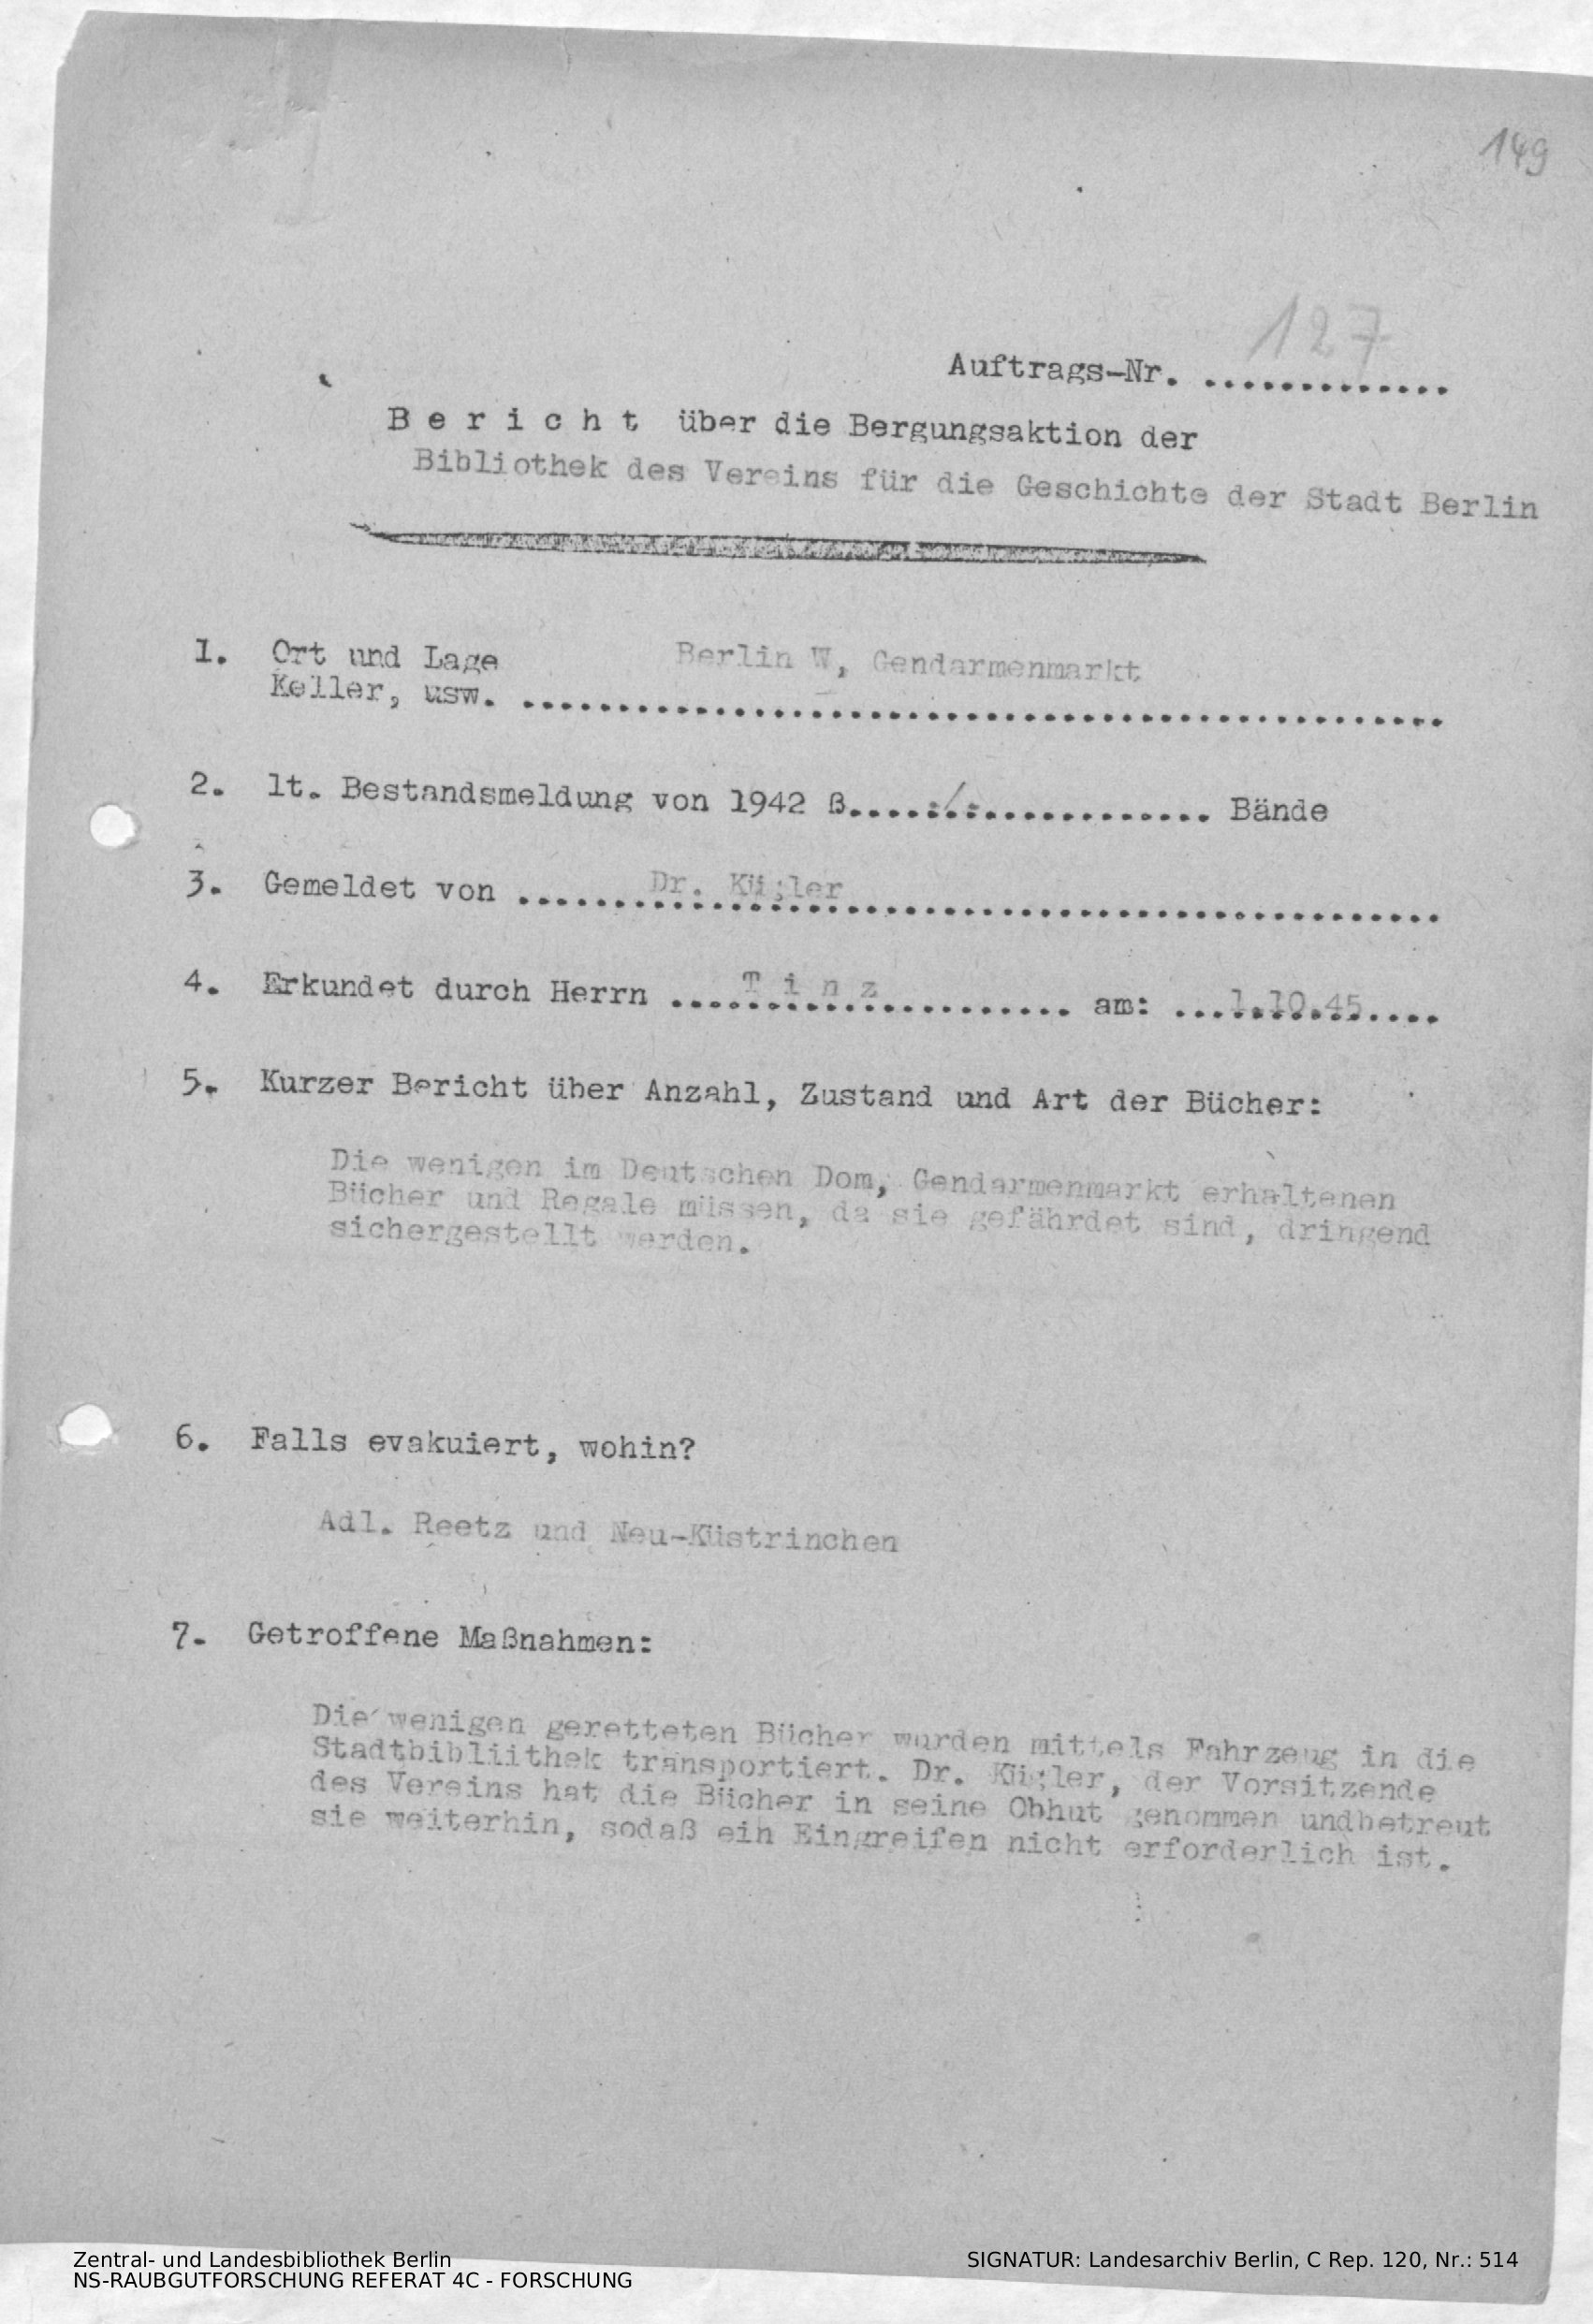 149
127
Auftrags-Nr. .............
B e r i c h t über die Bergungsaktion der
Bibliothek des Vereins für die Geschichte der Stadt Berlin
1. Ort und Lage Berlin W, Gendarmenmarkt
Keller, usw. ................................................
2. lt. Bestandsmeldung von 1942 ß.....:/:.................. Bände
3. Gemeldet von ....... Dr. Kügler ................................
4. Erkundet durch Herrn .... T i n z .......... am: ...1.10.45....
5. Kurzer Bericht über Anzahl, Zustand und Art der Bücher:
Die wenigen im Deutschen Dom, Gendarmenmarkt erhaltenen
Bücher und Regale müssen, da sie gefährdet sind, dringend
sichergestellt werden.
6. Falls evakuiert, wohin?
Adl. Reetz und Neu-Küstrinchen
7. Getroffene Maßnahmen:
Die wenigen geretteten Bücher wurden mittels Fahrzeug in die
Stadtbibliithek transportiert. Dr. Kügler, der Vorsitzende
des Vereins hat die Bücher in seine Obhut genommen undbetreut
sie weiterhin, sodaß ein Eingreifen nicht erforderlich ist.
Zentral- und Landesbibliothek Berlin
NS-RAUBGUTFORSCHUNG REFERAT 4C - FORSCHUNG
SIGNATUR: Landesarchiv Berlin, C Rep. 120, Nr.: 514